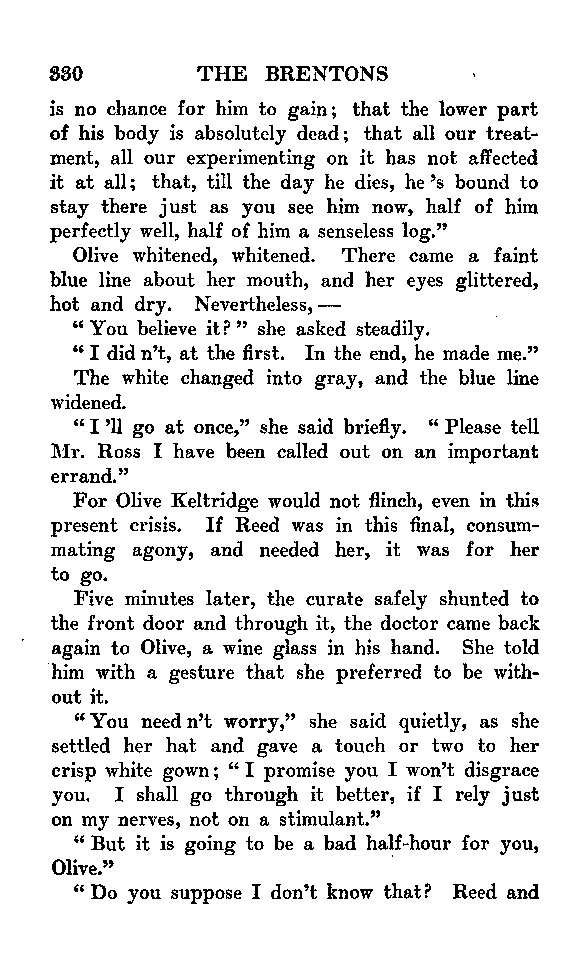 330 THE BRENTONS
is no chance for him to gain; that the lower part
of his body is absolutely dead; that all our treat-
ment, all our experimenting on it has not affected
it at all; that, till the day he dies, he 's bound to
stay there just as you see him now, half of him
perfectly well, half of him a senseless log."
Olive whitened, whitened. There came a faint
blue line about her mouth, and her eyes glittered,
hot and dry. Nevertheless, —
"You believe it?" she asked steadily.
"I did n't, at the first. In the end, he made me."
The white changed into gray, and the blue line
widened.
"I 'll go at once," she said briefly. "Please tell
Mr. Ross I have been called out on an important
errand."
For Olive Keltridge would not flinch, even in this
present crisis. If Reed was in this final, consum-
mating agony, and needed her, it was for her
to go.
Five minutes later, the curate safely shunted to
the front door and through it, the doctor came back
again to Olive, a wine glass in his hand. She told
him with a gesture that she preferred to be with-
out it.
"You need n't worry," she said quietly, as she
settled her hat and gave a touch or two to her
crisp white gown; "I promise you I won't disgrace
you. I shall go through it better, if I rely just
on my nerves, not on a stimulant."
"But it is going to be a bad half-hour for you,
Olive."
"Do you suppose I don't know that? Reed and